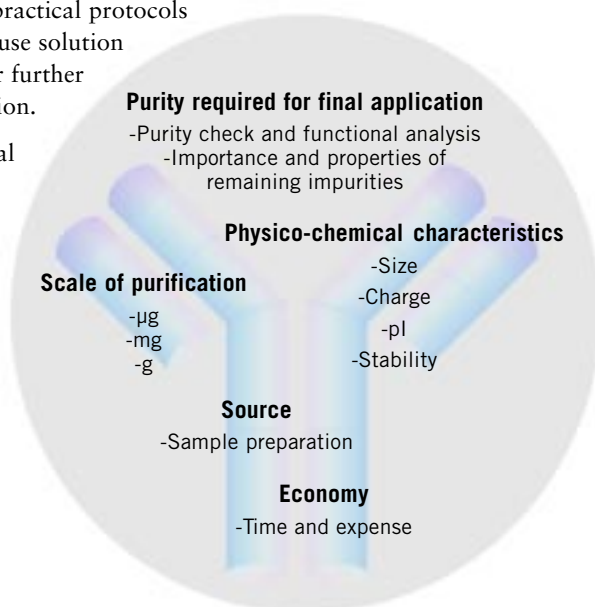 practical protocols
use solution
r further
ion.
al
Purity required for final application
-Purity check and functional analysis
-Importance and properties of
remaining impurities
Physico-chemical characteristics
-Size
-Charge
-pI
-Stability
Scale of purification
-µg
-mg
-g
Source
-Sample preparation
Economy
-Time and expense